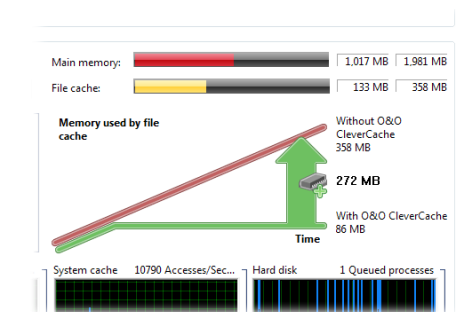 Main memory: 1,017 MB 1,981 MB
File cache: 133 MB 358 MB
Memory used by file
cache
Without O&O
CleverCache
358 MB
272 MB
With O&O CleverCache
86 MB
Time
System cache 10790 Accesses/Sec...
Hard disk 1 Queued processes